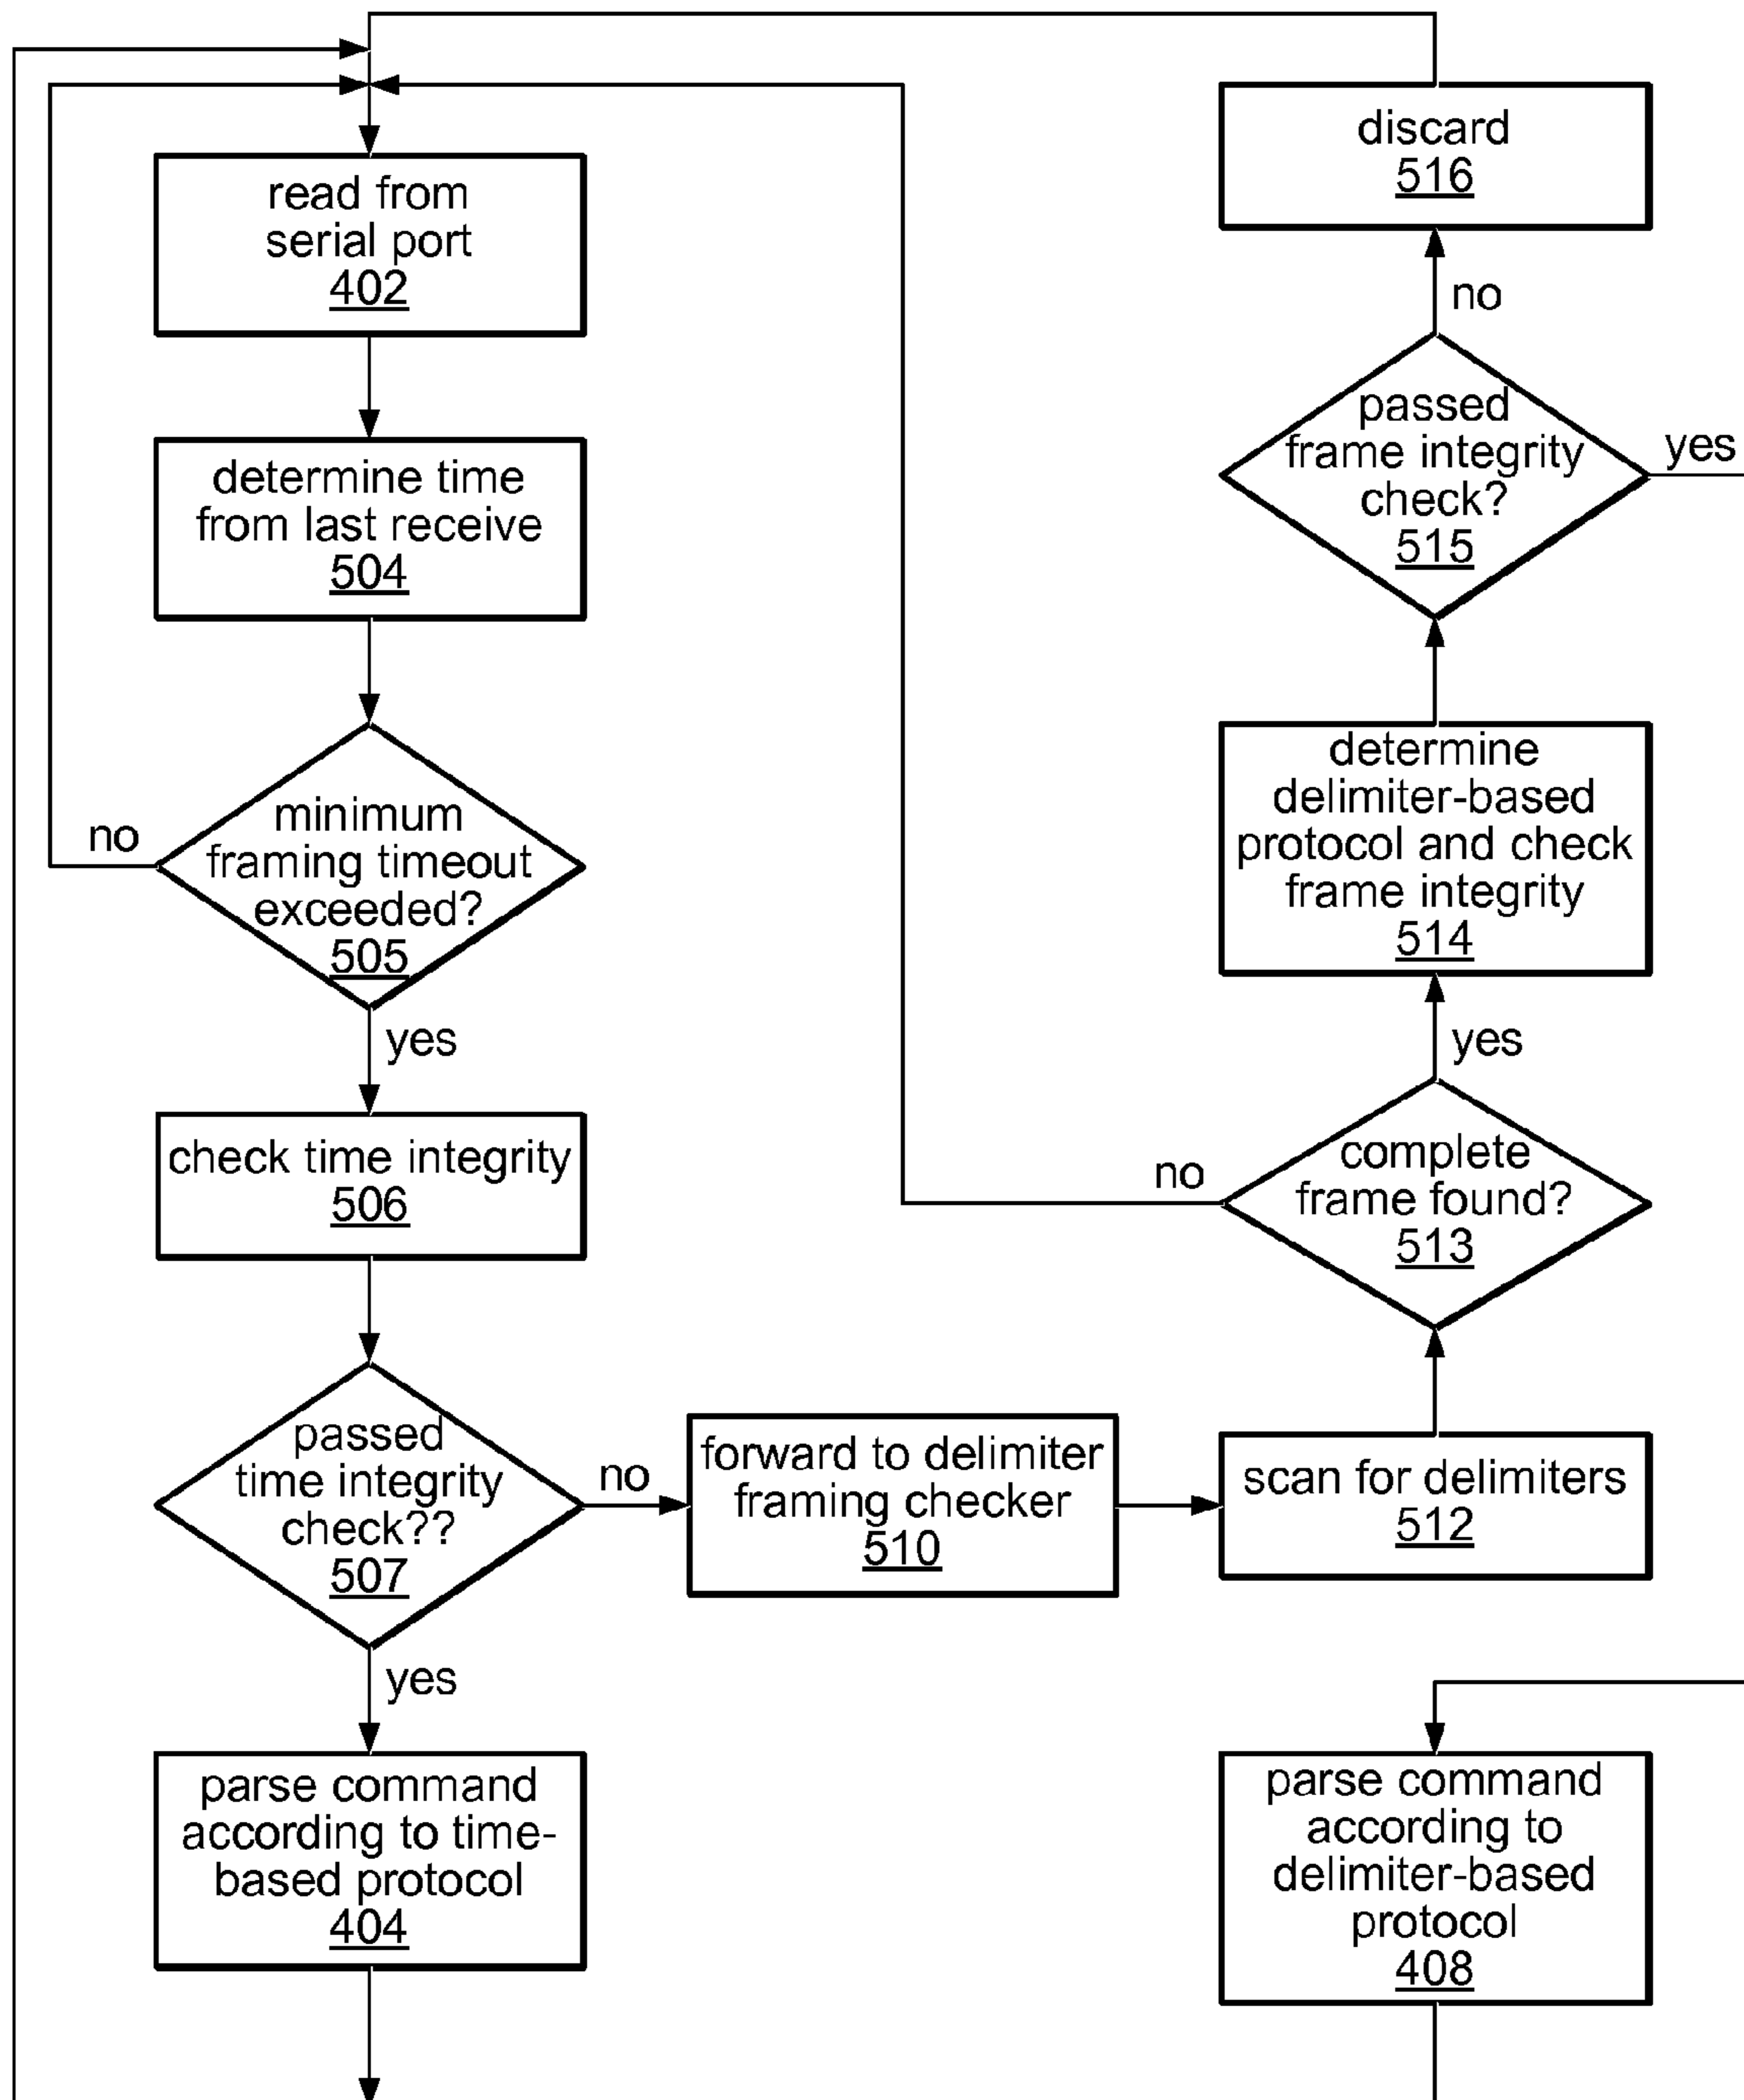 read from
serial port
402
determine time
from last receive
504
minimum
framing timeout
exceeded?
505
no
yes
check time integrity
506
passed
time integrity
check??
507
no
yes
parse command
according to time-
based protocol
404
forward to delimiter
framing checker
510
scan for delimiters
512
complete
frame found?
513
no
yes
determine
delimiter-based
protocol and check
frame integrity
514
passed
frame integrity
check?
515
no
yes
discard
516
parse command
according to
delimiter-based
protocol
408